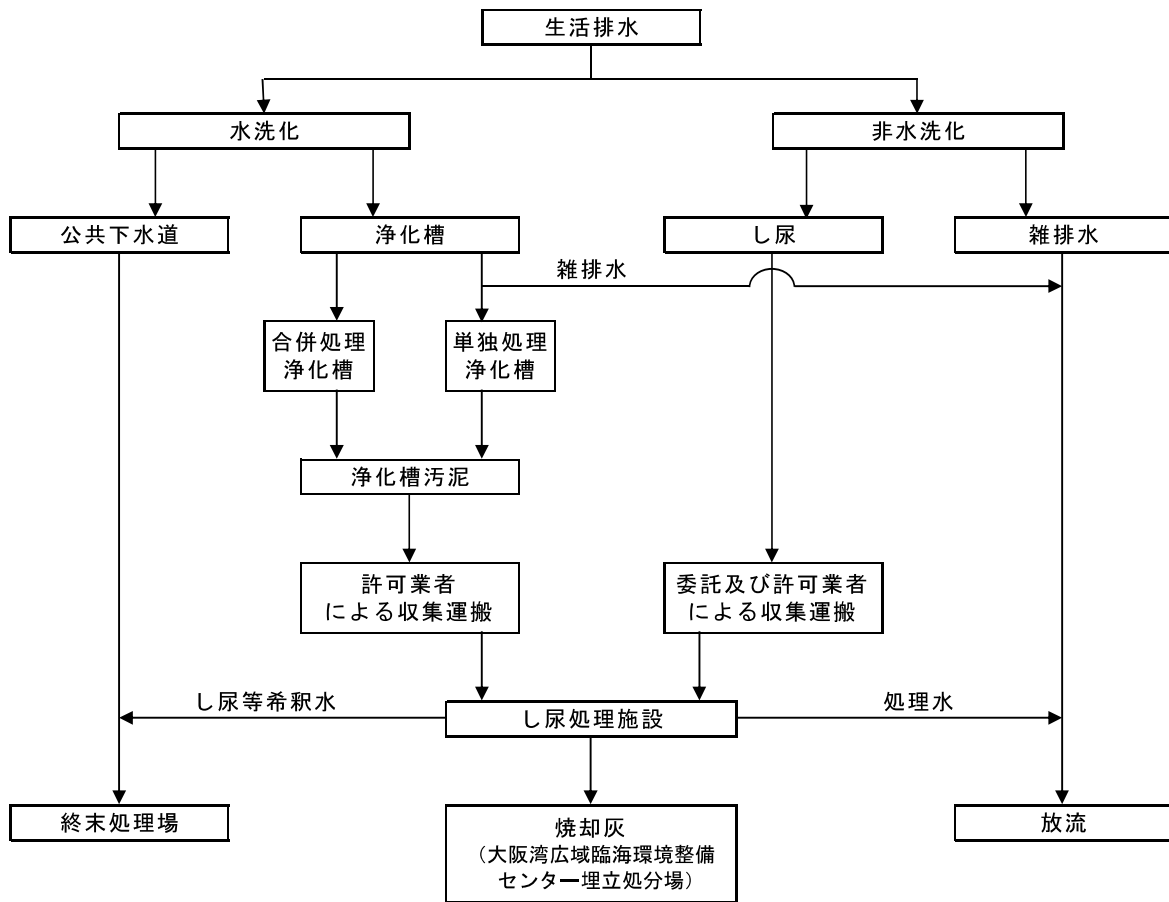 生活排水
水洗化
非水洗化
公共下水道
浄化槽
し尿
雑排水
雑排水
合併処理
浄化槽
単独処理
浄化槽
浄化槽汚泥
許可業者
による収集運搬
委託及び許可業者
による収集運搬
し尿等希釈水
し尿処理施設
処理水
終末処理場
焼却灰
（大阪湾広域臨海環境整備
センター埋立処分場）
放流